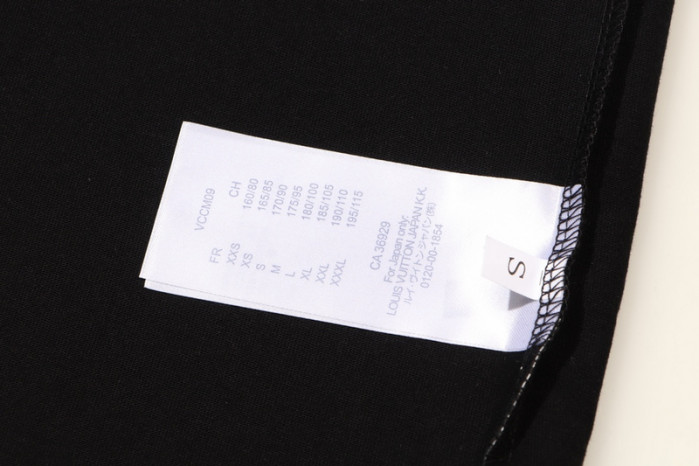 VCCM09
FR CH
XXS 160/80
XS 165/85
S 170/90
M 175/95
L 180/100
XL 185/105
XXL 190/110
XXXL 195/115
CA 36929
For Japan only:
LOUIS VUITTON JAPAN K.K.
ルイ・ヴィトンジャパン(株)
0120-00-1854
S